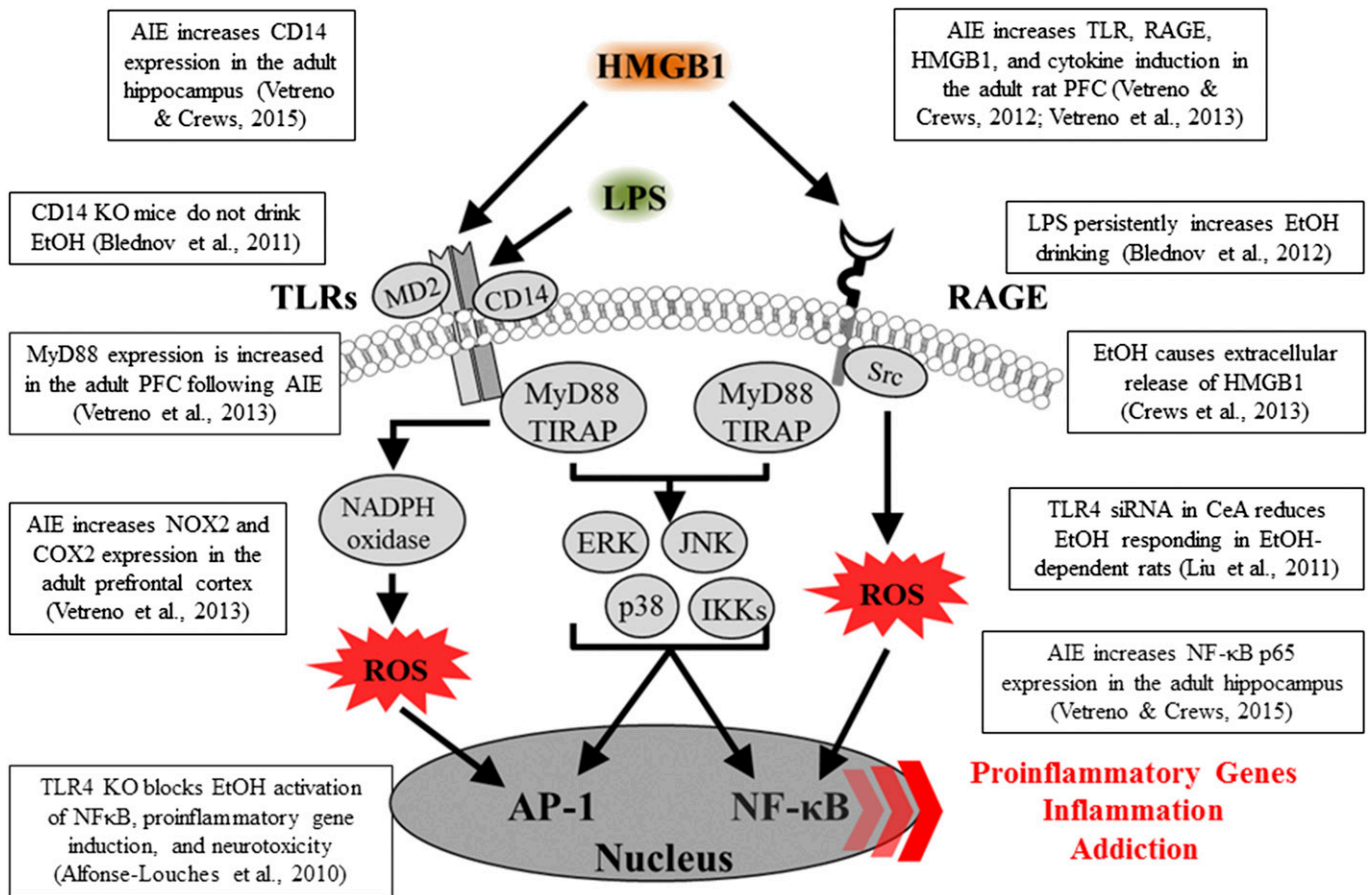 AIE increases CD14
expression in the adult
hippocampus (Vetreno
& Crews, 2015)
HMGB1
AIE increases TLR, RAGE,
HMGB1, and cytokine induction in
the adult rat PFC (Vetreno &
Crews, 2012; Vetreno et al., 2013)
CD14 KO mice do not drink
EtOH (Blednov et al., 2011)
LPS
LPS persistently increases EtOH
drinking (Blednov et al., 2012)
TLRs
MD2
CD14
RAGE
MyD88 expression is increased
in the adult PFC following AIE
(Vetreno et al., 2013)
MyD88
TIRAP
MyD88
TIRAP
Src
EtOH causes extracellular
release of HMGB1
(Crews et al., 2013)
AIE increases NOX2 and
COX2 expression in the
adult prefrontal cortex
(Vetreno et al., 2013)
NADPH
oxidase
ERK
JNK
p38
IKKs
TLR4 siRNA in CeA reduces
EtOH responding in EtOH-
dependent rats (Liu et al., 2011)
ROS
ROS
AIE increases NF-κB p65
expression in the adult hippocampus
(Vetreno & Crews, 2015)
TLR4 KO blocks EtOH activation
of NFκB, proinflammatory gene
induction, and neurotoxicity
(Alfonse-Louches et al., 2010)
AP-1
NF-κB
Nucleus
Proinflammatory Genes
Inflammation
Addiction